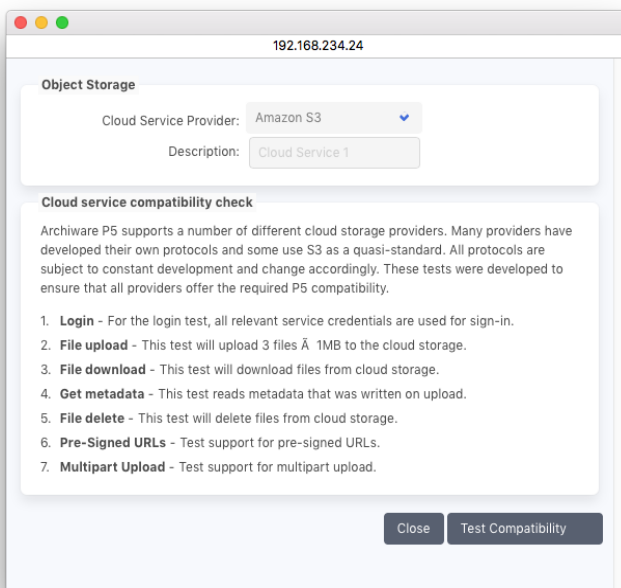 192.168.234.24
Object Storage
Cloud Service Provider: Amazon S3
Description: Cloud Service 1
Cloud service compatibility check
Archiware P5 supports a number of different cloud storage providers. Many providers have
developed their own protocols and some use S3 as a quasi-standard. All protocols are
subject to constant development and change accordingly. These tests were developed to
ensure that all providers offer the required P5 compatibility.
1. Login - For the login test, all relevant service credentials are used for sign-in.
2. File upload - This test will upload 3 files Ã 1MB to the cloud storage.
3. File download - This test will download files from cloud storage.
4. Get metadata - This test reads metadata that was written on upload.
5. File delete - This test will delete files from cloud storage.
6. Pre-Signed URLs - Test support for pre-signed URLs.
7. Multipart Upload - Test support for multipart upload.
Close Test Compatibility